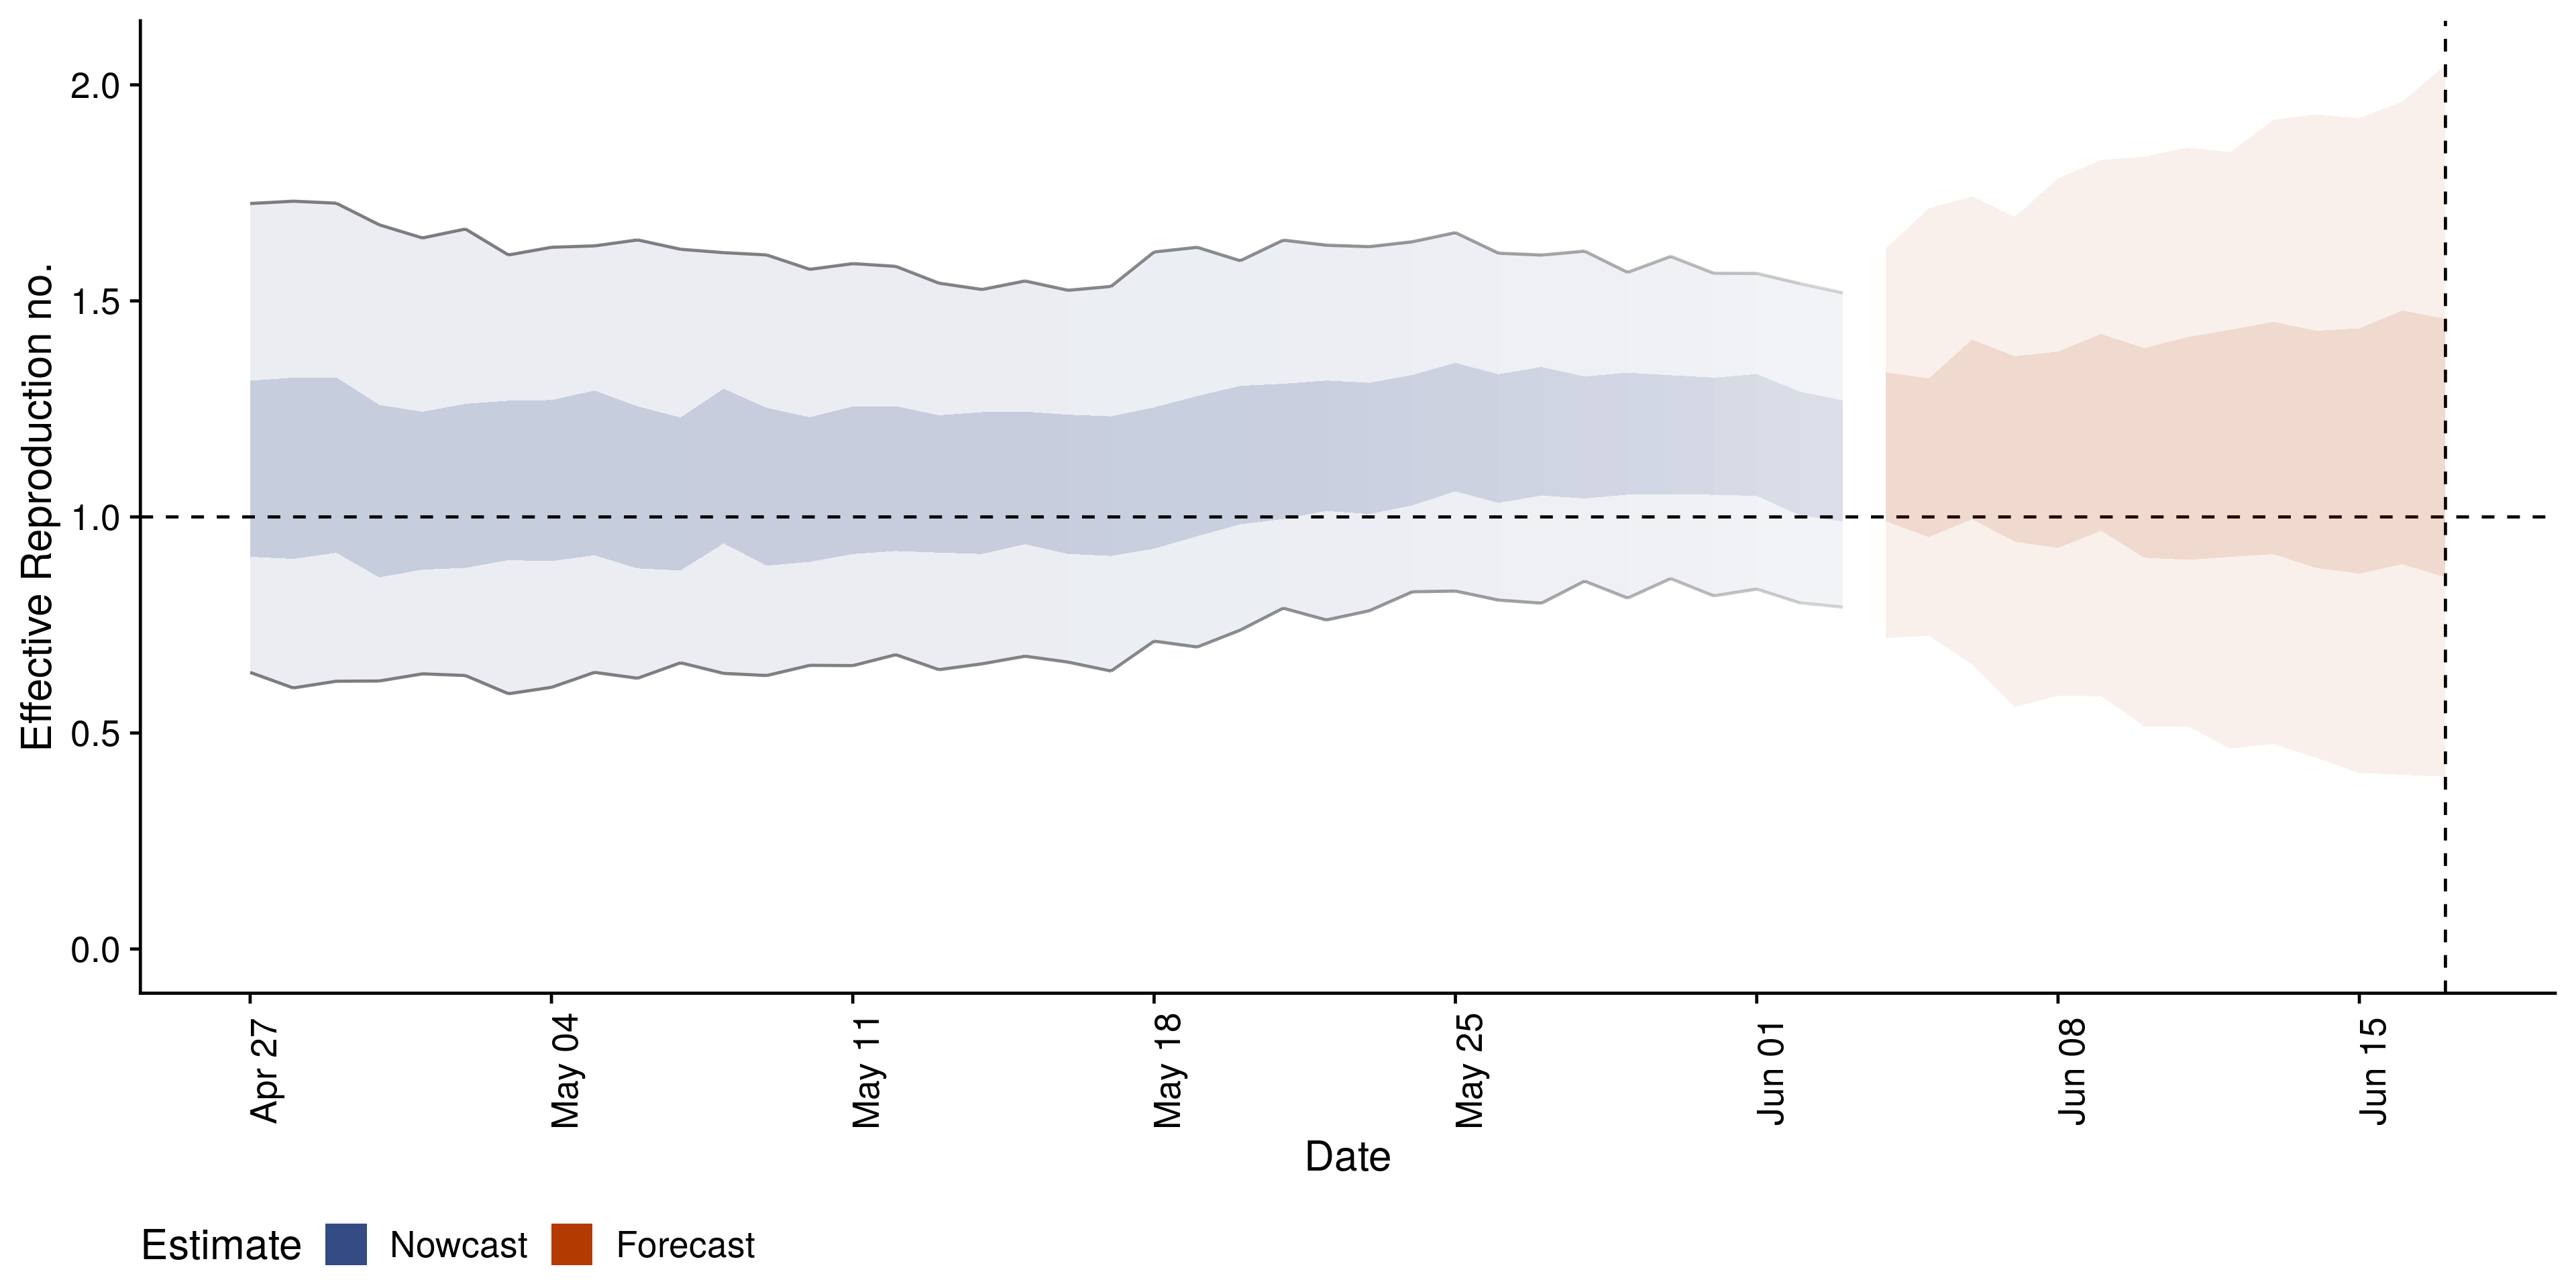 Effective Reproduction no.
2.0
1.5
1.0
0.5
0.0
Apr 27
May 04
May 11
May 18
May 25
Jun 01
Jun 08
Jun 15
Date
Estimate Nowcast Forecast